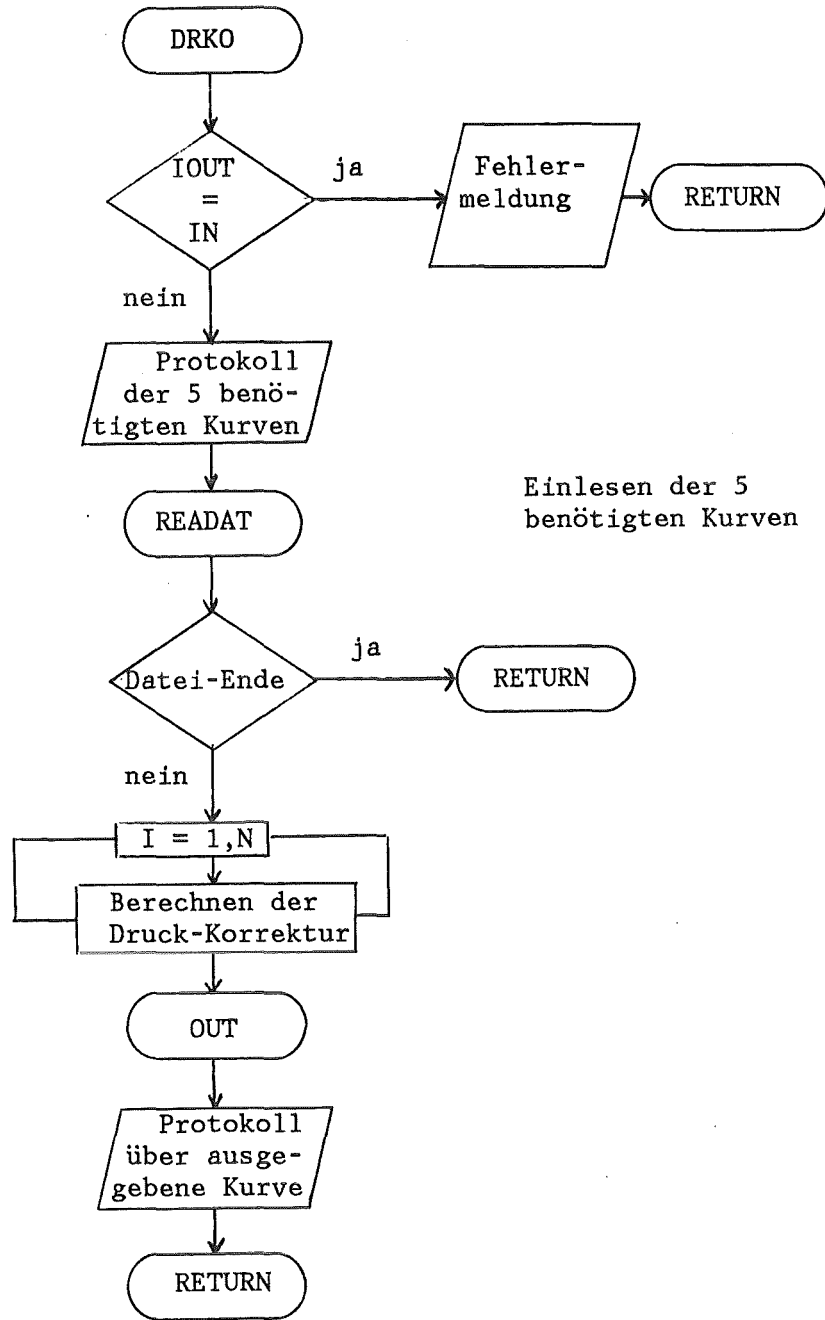 DRKO
IOUT
=
IN
ja
Fehler-
meldung
RETURN
nein
Protokoll
der 5 benö-
tigten Kurven
READAT
Einlesen der 5
benötigten Kurven
Datei-Ende
ja
RETURN
nein
I = 1,N
Berechnen der
Druck-Korrektur
OUT
Protokoll
über ausge-
gebene Kurve
RETURN